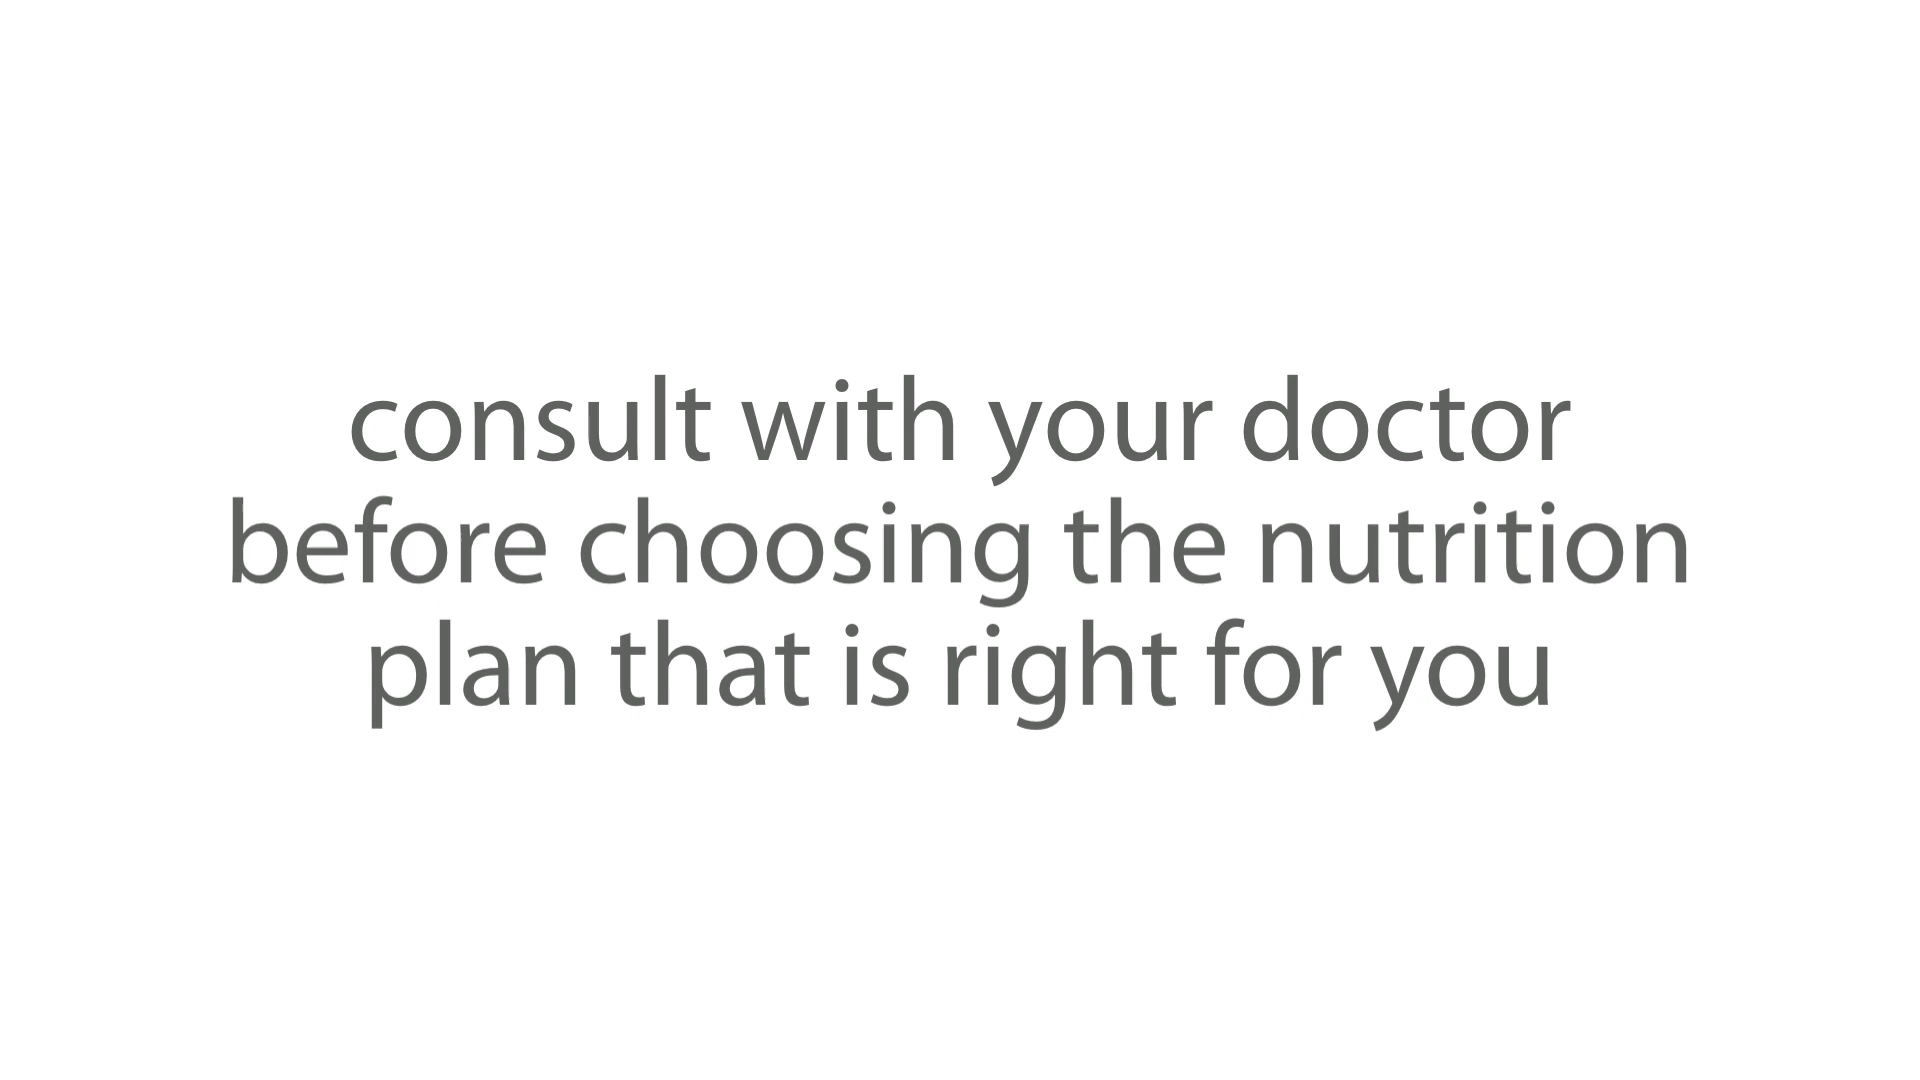 consult with your doctor
before choosing the nutrition
plan that is right for you